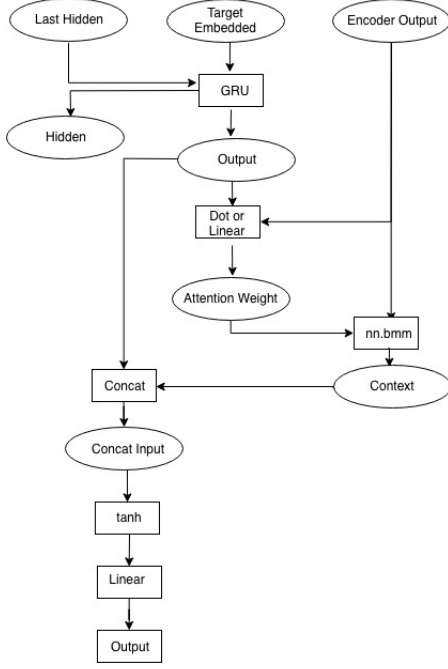 Last Hidden
Target
Embedded
Encoder Output
GRU
Hidden
Output
Dot or
Linear
Attention Weight
nn.bmm
Concat
Context
Concat Input
tanh
Linear
Output